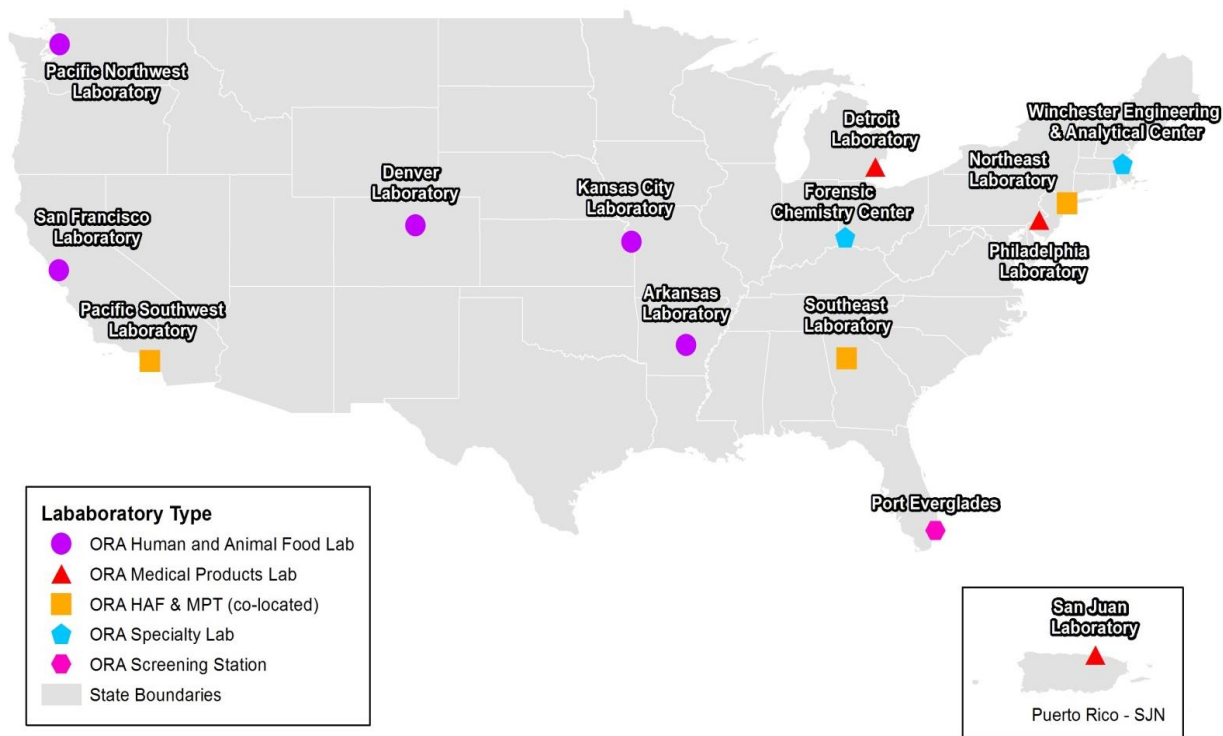 Pacific Northwest
Laboratory
Detroit
Laboratory
Winchester Engineering
& Analytical Center
Denver
Laboratory
Kansas City
Laboratory
Forensic
Chemistry Center
Northeast
Laboratory
San Francisco
Laboratory
Philadelphia
Laboratory
Pacific Southwest
Laboratory
Arkansas
Laboratory
Southeast
Laboratory
Port Everglades
Lababoratory Type
ORA Human and Animal Food Lab
ORA Medical Products Lab
ORA HAF & MPT (co-located)
ORA Specialty Lab
ORA Screening Station
State Boundaries
San Juan
Laboratory
Puerto Rico - SJN